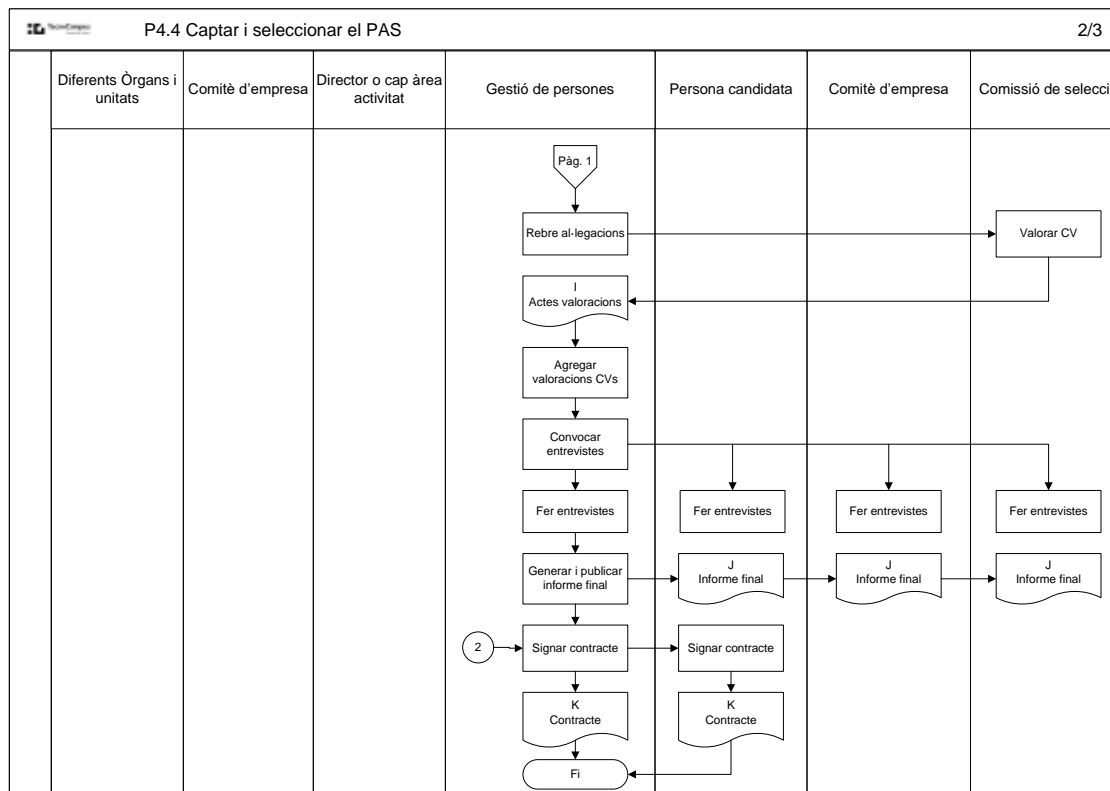 P4.4 Captar i seleccionar el PAS
2/3
Diferents Òrgans i
unitats
Comitè d'empresa
Director o cap àrea
activitat
Gestió de persones
Persona candidata
Comitè d'empresa
Comissió de selecci
Pàg. 1
Rebre al·legacions
Valorar CV
I
Actes valoracions
Agregar
valoracions CVs
Convocar
entrevistes
Fer entrevistes
Fer entrevistes
Fer entrevistes
Fer entrevistes
Generar i publicar
informe final
J
Informe final
J
Informe final
J
Informe final
2
Signar contracte
Signar contracte
K
Contracte
K
Contracte
Fi